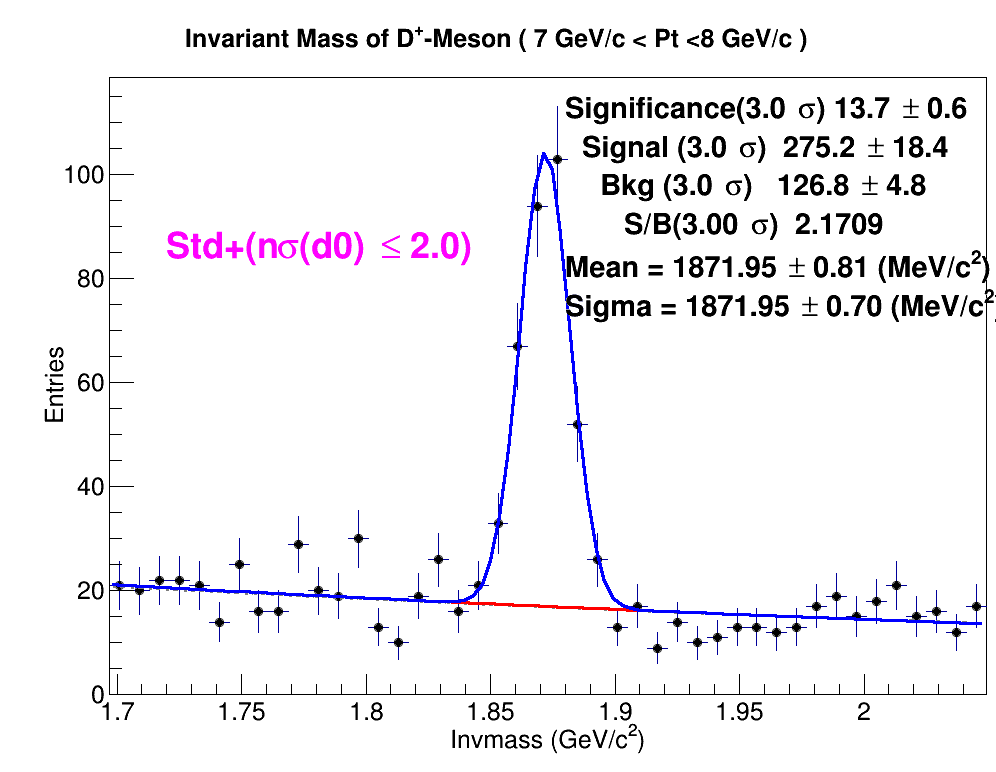 Invariant Mass of D⁺-Meson ( 7 GeV/c < Pt <8 GeV/c )
Significance(3.0 σ) 13.7 ± 0.6
Signal (3.0 σ) 275.2 ± 18.4
Bkg (3.0 σ) 126.8 ± 4.8
S/B(3.00 σ) 2.1709
Mean = 1871.95 ± 0.81 (MeV/c²)
Sigma = 1871.95 ± 0.70 (MeV/c²)
Std+(nσ(d0) ≤ 2.0)
Entries
100
80
60
40
20
0
1.7 1.75 1.8 1.85 1.9 1.95 2
Invmass (GeV/c²)